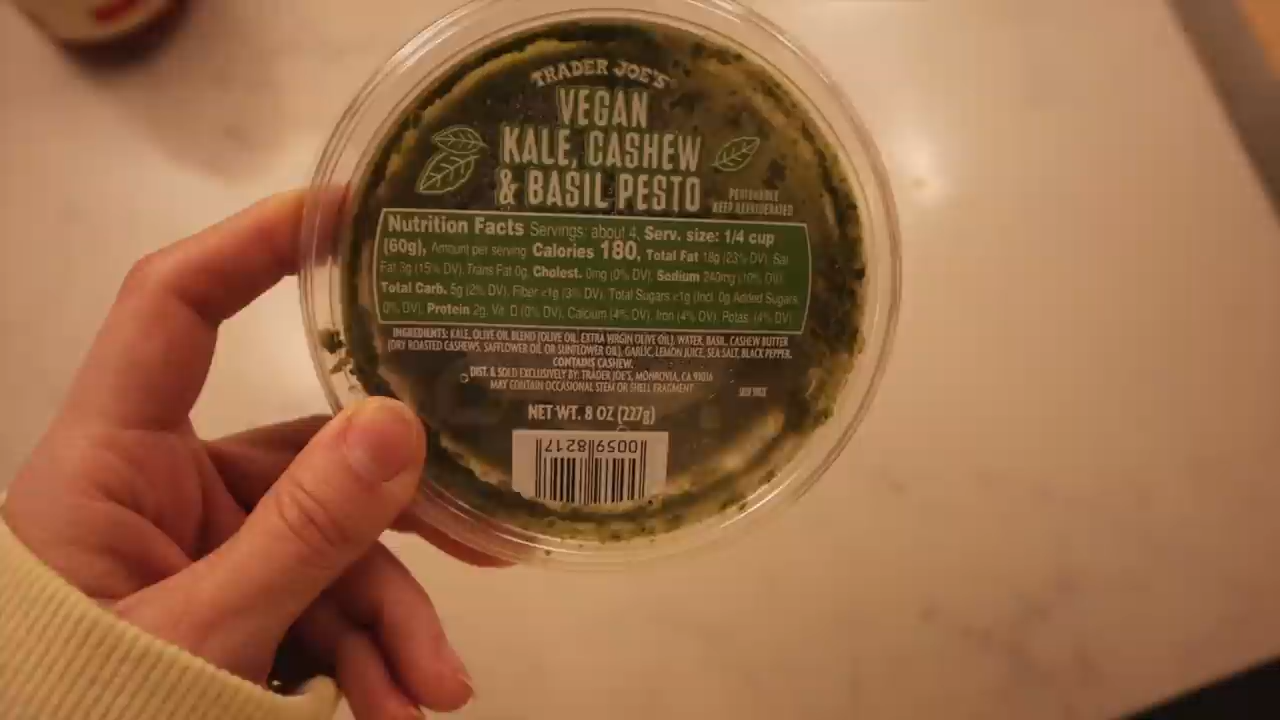 TRADER JOE'S
VEGAN
KALE, CASHEW
& BASIL PESTO
PERISHABLE
KEEP REFRIGERATED
Nutrition Facts Servings: about 4, Serv. size: 1/4 cup
(60g), Amount per serving Calories 180, Total Fat 18g (23% DV), Sat
Fat 3g (15% DV), Trans Fat 0g, Cholest. 0mg (0% DV), Sodium 240mg (10% DV),
Total Carb. 5g (2% DV), Fiber <1g (3% DV), Total Sugars <1g (Incl. 0g Added Sugars,
0% DV), Protein 2g, Vit. D (0% DV), Calcium (4% DV), Iron (4% DV), Potas. (4% DV)
INGREDIENTS: KALE, OLIVE OIL BLEND (OLIVE OIL, EXTRA VIRGIN OLIVE OIL), WATER, BASIL, CASHEW BUTTER
(DRY ROASTED CASHEWS, SAFFLOWER OIL OR SUNFLOWER OIL), GARLIC, LEMON JUICE, SEA SALT, BLACK PEPPER.
CONTAINS CASHEW.
DIST. & SOLD EXCLUSIVELY BY: TRADER JOE'S, MONROVIA, CA 91016
MAY CONTAIN OCCASIONAL STEM OR SHELL FRAGMENT
NET WT. 8 OZ (227g)
0059 8217